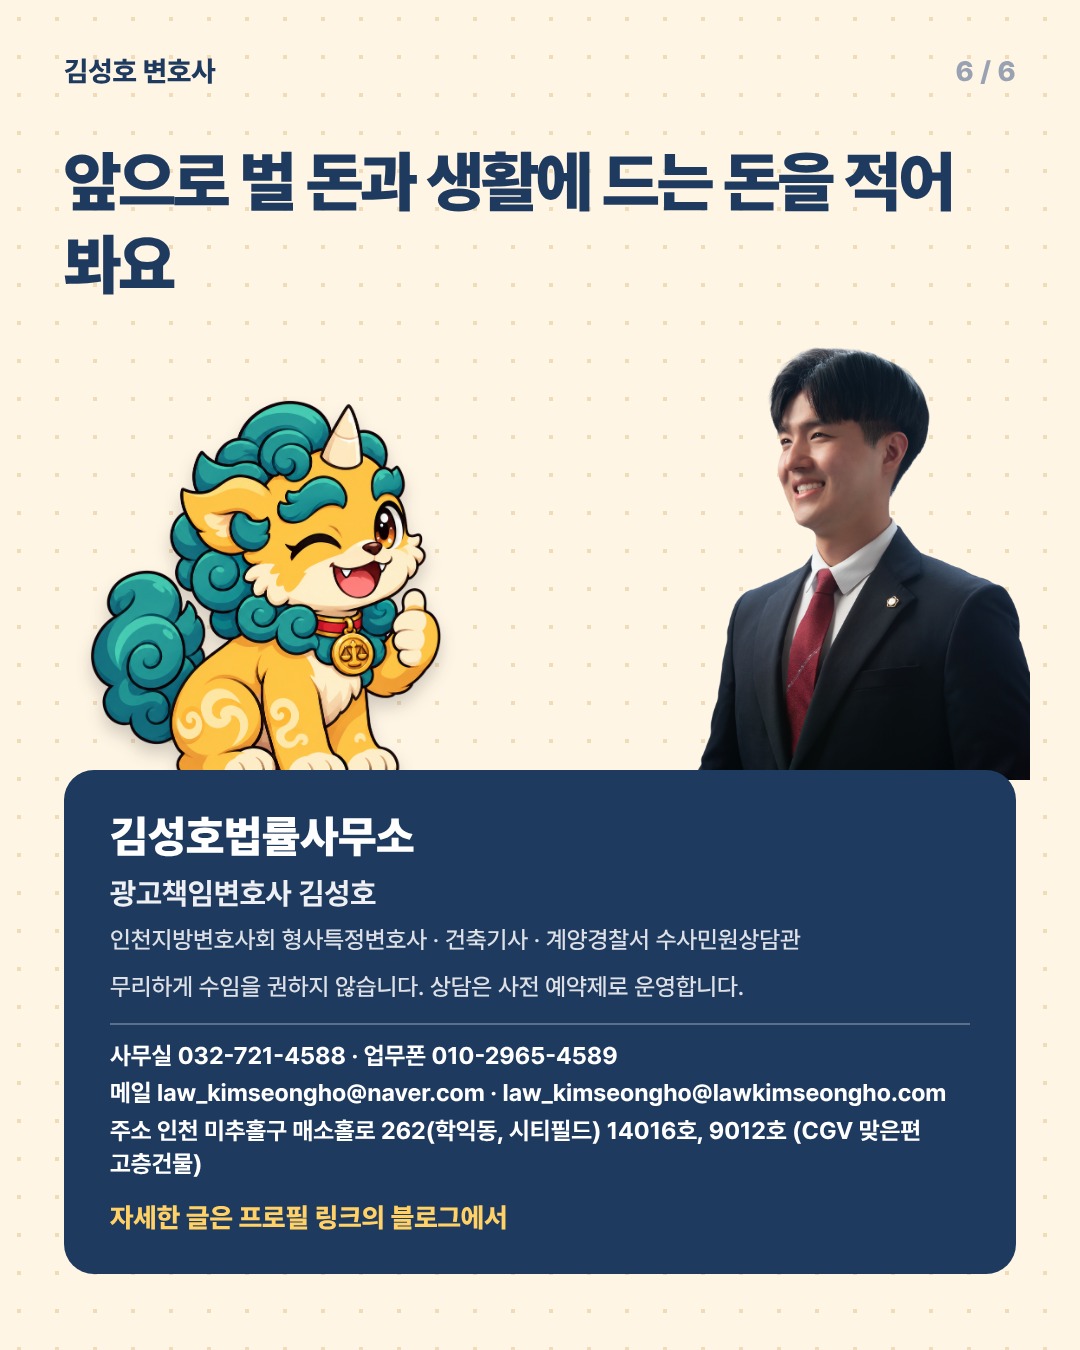 김성호 변호사
6 / 6
앞으로 벌 돈과 생활에 드는 돈을 적어
봐요
김성호법률사무소
광고책임변호사 김성호
인천지방변호사회 형사특정변호사 · 건축기사 · 계양경찰서 수사민원상담관
무리하게 수임을 권하지 않습니다. 상담은 사전 예약제로 운영합니다.
사무실 032-721-4588 · 업무폰 010-2965-4589
메일 law_kimseongho@naver.com · law_kimseongho@lawkimseongho.com
주소 인천 미추홀구 매소홀로 262(학익동, 시티필드) 14016호, 9012호 (CGV 맞은편
고층건물)
자세한 글은 프로필 링크의 블로그에서